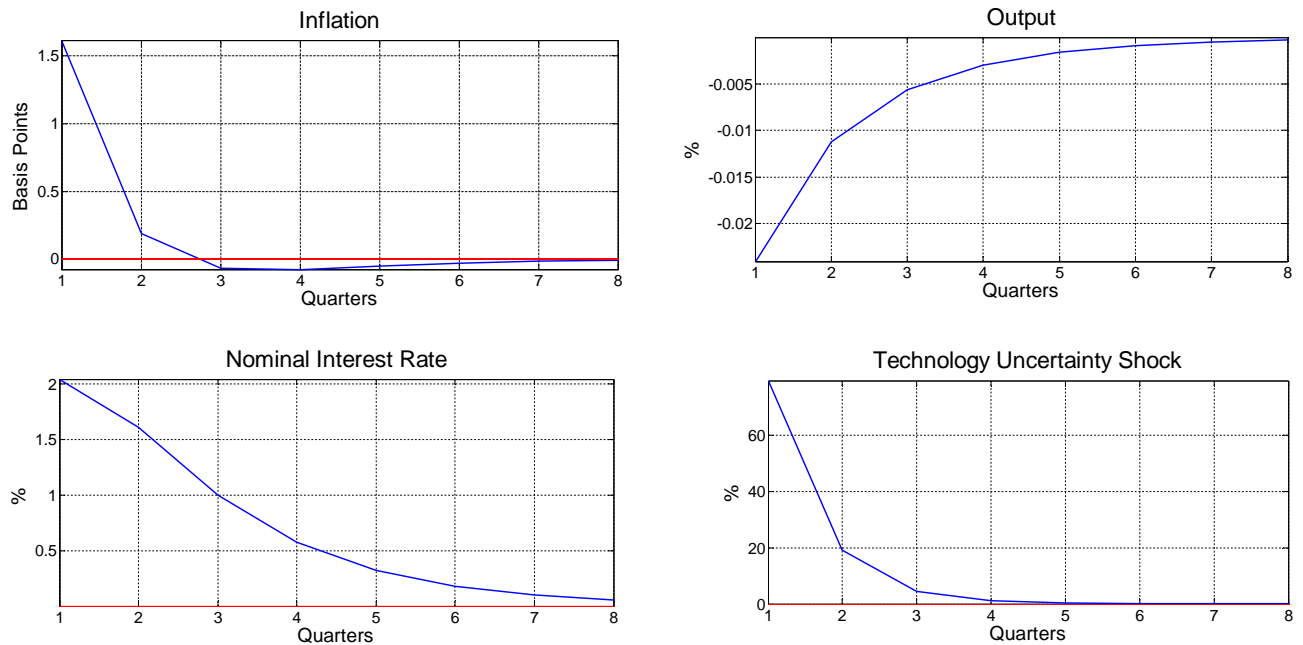 Inflation
Basis Points
1.5
1
0.5
0
1 2 3 4 5 6 7 8
Quarters
Output
%
-0.005
-0.01
-0.015
-0.02
1 2 3 4 5 6 7 8
Quarters
Nominal Interest Rate
%
2
1.5
1
0.5
1 2 3 4 5 6 7 8
Quarters
Technology Uncertainty Shock
%
60
40
20
0
1 2 3 4 5 6 7 8
Quarters